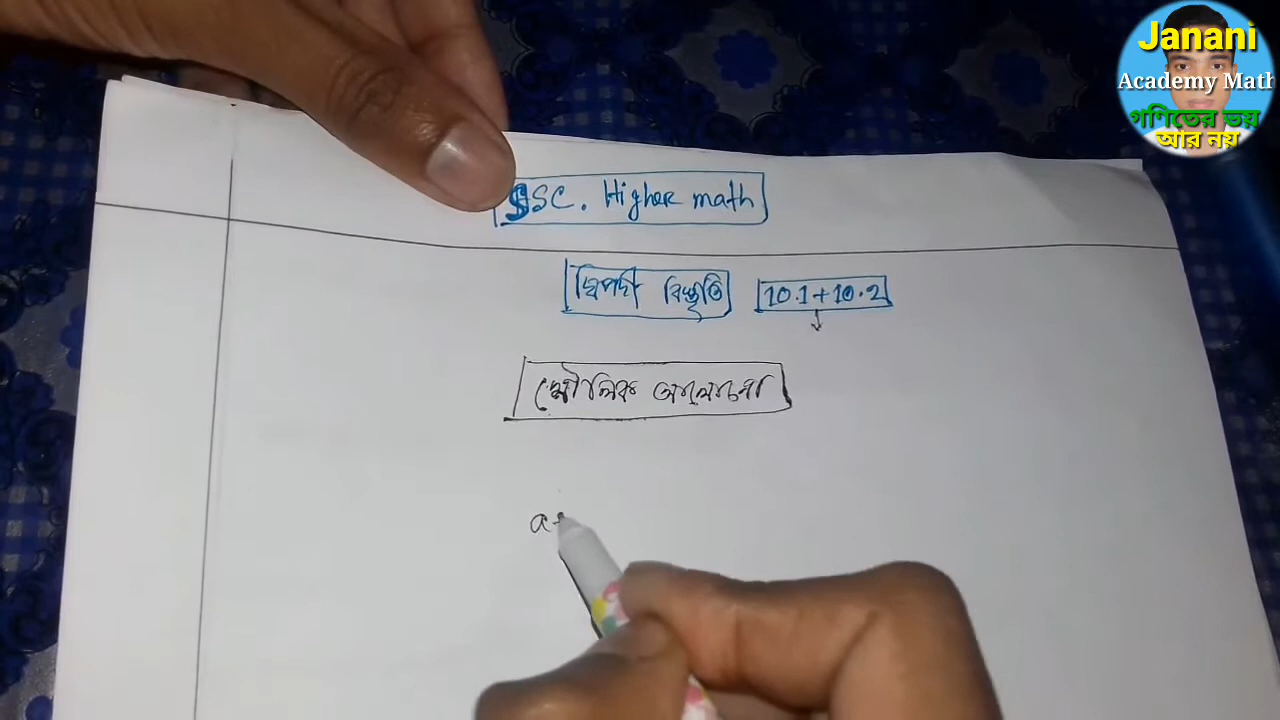 Janani
Academy Math
গণিতের ভয়
আর নয়
SSC. Higher math
দ্বিপদী বিস্তৃতি 10.1+10.2
মৌলিক আলোচনা
a+